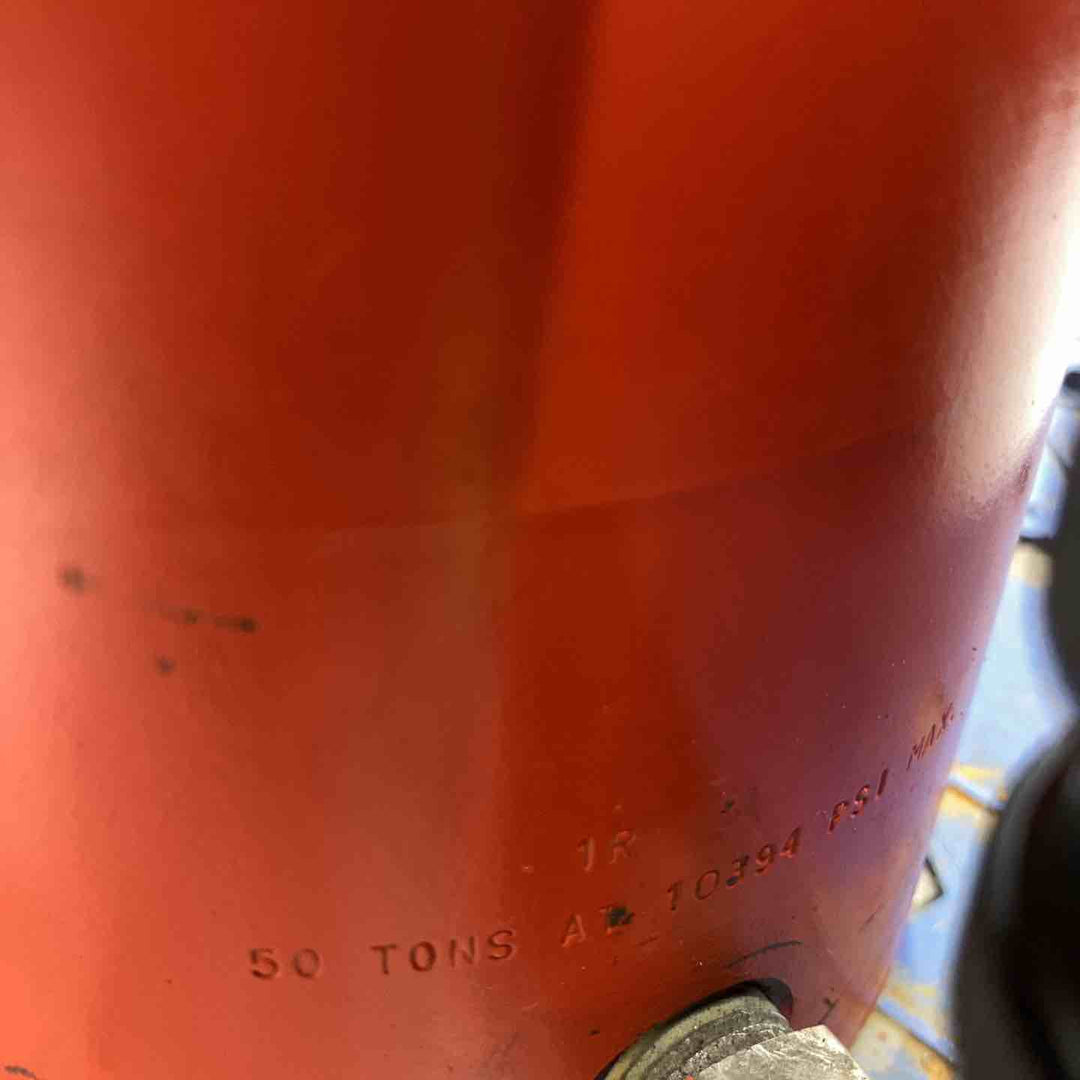 1R
50 TONS AT 10394 PSI MAX.